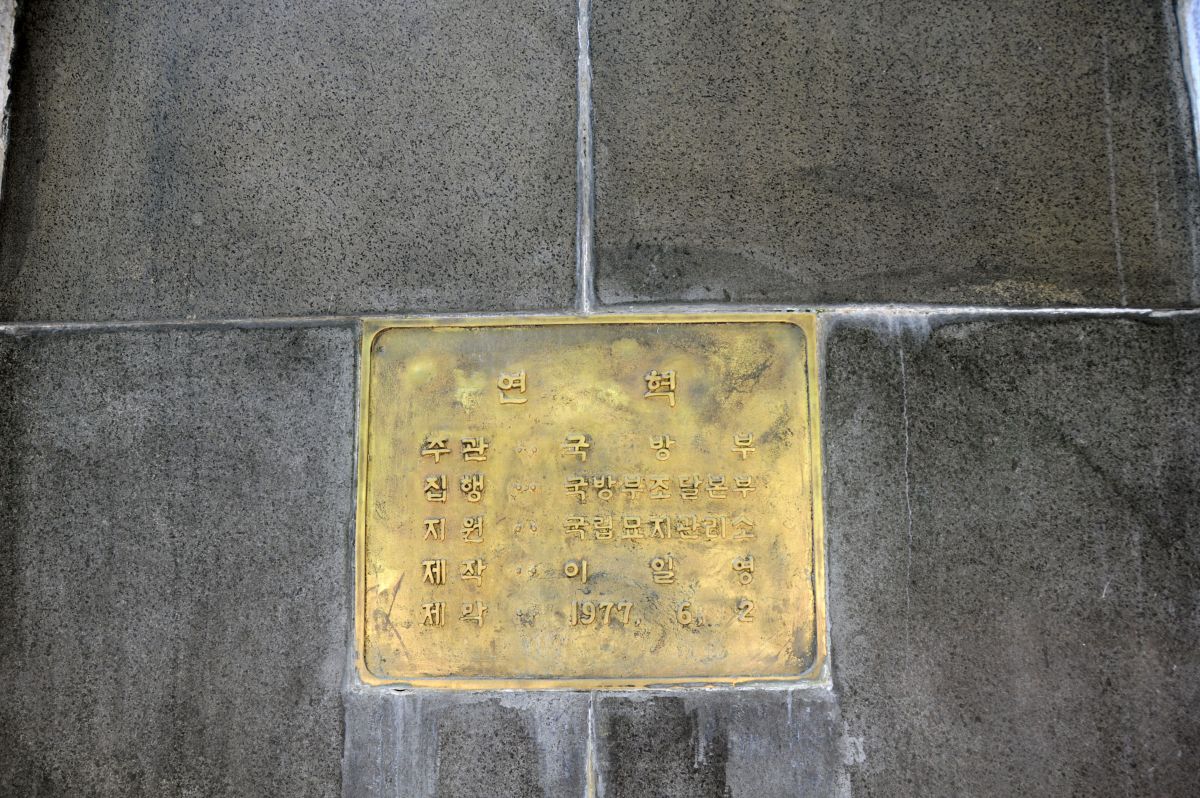 연 혁
주관 ··· 국 방 부
집행 ··· 국방부조달본부
지원 ··· 국립묘지관리소
제작 ··· 이 일 영
제막 ··· 1977. 6. 2